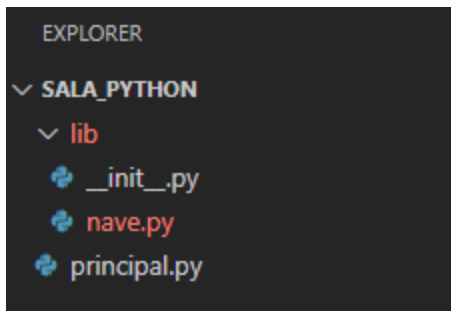 EXPLORER
SALA_PYTHON
lib
__init__.py
nave.py
principal.py